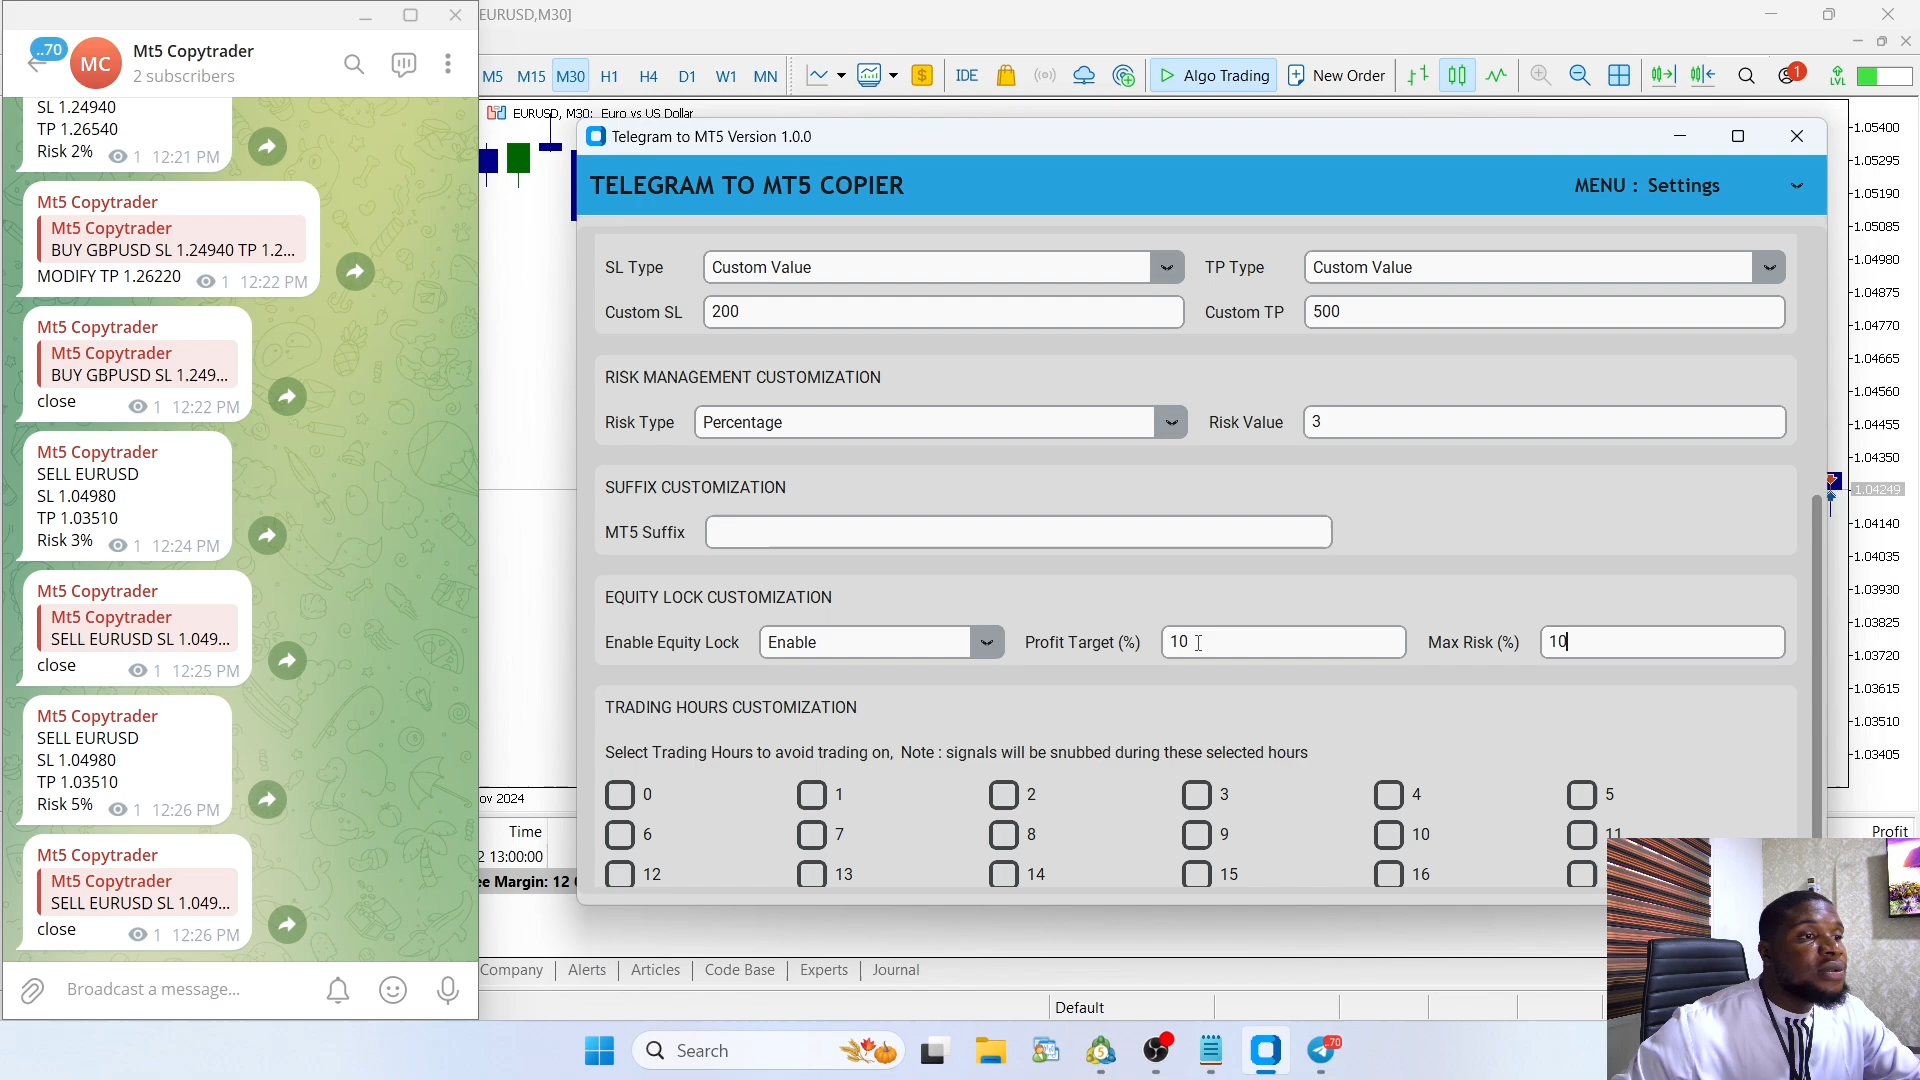 ..70
MC
Mt5 Copytrader
2 subscribers
SL 1.24940
TP 1.26540
Risk 2%
1 12:21 PM
Mt5 Copytrader
Mt5 Copytrader
BUY GBPUSD SL 1.24940 TP 1.2...
MODIFY TP 1.26220
1 12:22 PM
Mt5 Copytrader
Mt5 Copytrader
BUY GBPUSD SL 1.249...
close
1 12:22 PM
Mt5 Copytrader
SELL EURUSD
SL 1.04980
TP 1.03510
Risk 3%
1 12:24 PM
Mt5 Copytrader
Mt5 Copytrader
SELL EURUSD SL 1.049...
close
1 12:25 PM
Mt5 Copytrader
SELL EURUSD
SL 1.04980
TP 1.03510
Risk 5%
1 12:26 PM
Mt5 Copytrader
Mt5 Copytrader
SELL EURUSD SL 1.049...
close
1 12:26 PM
Broadcast a message...
EURUSD,M30]
M5 M15 M30 H1 H4 D1 W1 MN
IDE
Algo Trading
New Order
1
LVL
EURUSD, M30: Euro vs US Dollar
Telegram to MT5 Version 1.0.0
TELEGRAM TO MT5 COPIER
MENU : Settings
SL Type
Custom Value
TP Type
Custom Value
Custom SL
200
Custom TP
500
RISK MANAGEMENT CUSTOMIZATION
Risk Type
Percentage
Risk Value
3
SUFFIX CUSTOMIZATION
MT5 Suffix
EQUITY LOCK CUSTOMIZATION
Enable Equity Lock
Enable
Profit Target (%)
10
Max Risk (%)
10
TRADING HOURS CUSTOMIZATION
Select Trading Hours to avoid trading on, Note : signals will be snubbed during these selected hours
0 1 2 3 4 5
6 7 8 9 10 11
12 13 14 15 16
1.05400
1.05295
1.05190
1.05085
1.04980
1.04875
1.04770
1.04665
1.04560
1.04455
1.04350
1.04249
1.04140
1.04035
1.03930
1.03825
1.03720
1.03615
1.03510
1.03405
ov 2024
Time
Profit
2 13:00:00
ee Margin: 12
Company
Alerts
Articles
Code Base
Experts
Journal
Default
Search
5
70